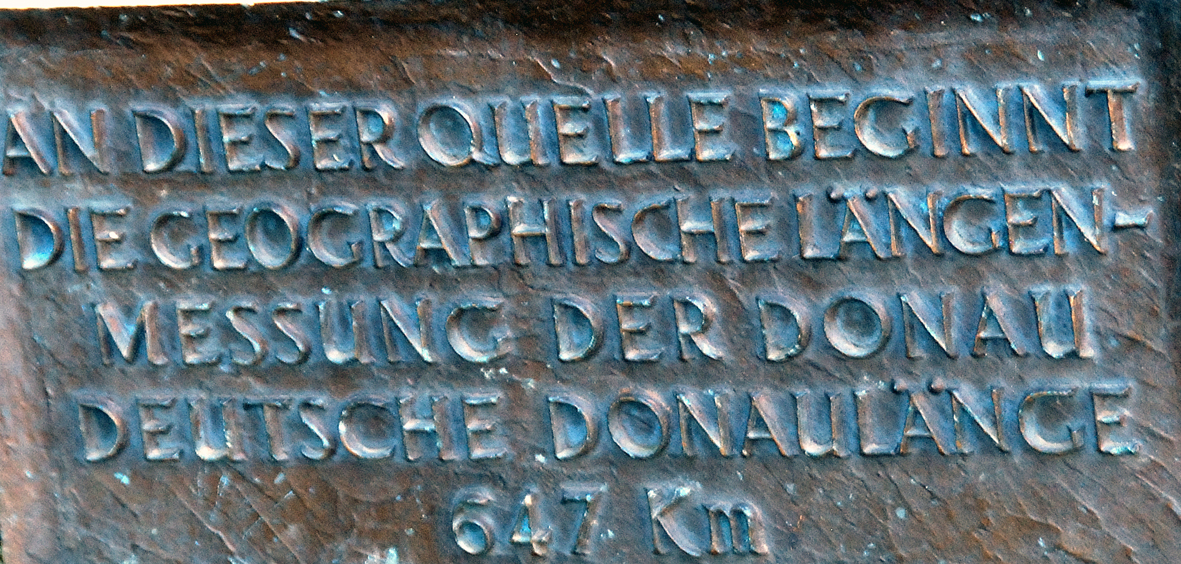 AN DIESER QUELLE BEGINNT
DIE GEOGRAPHISCHE LÄNGEN-
MESSUNG DER DONAU
DEUTSCHE DONAULÄNGE
647 Km